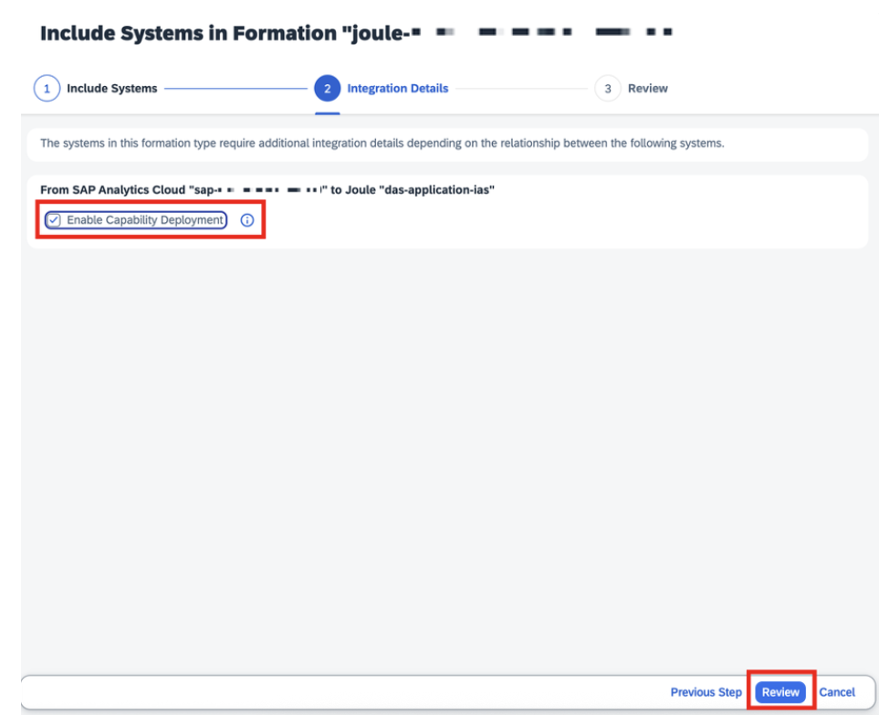 Include Systems in Formation "joule-
1 Include Systems 2 Integration Details 3 Review
The systems in this formation type require additional integration details depending on the relationship between the following systems.
From SAP Analytics Cloud "sap- " to Joule "das-application-ias"
Enable Capability Deployment
Previous Step Review Cancel